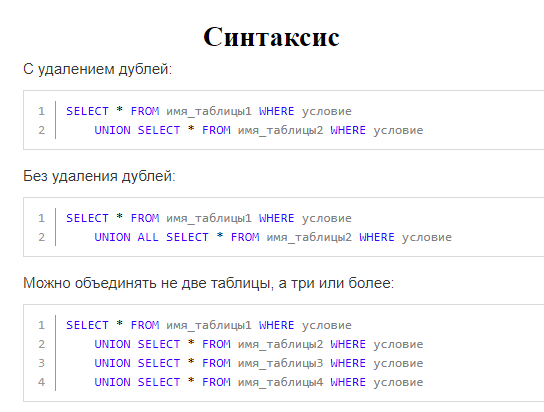 Синтаксис
С удалением дублей:
1 SELECT * FROM имя_таблицы1 WHERE условие
2 UNION SELECT * FROM имя_таблицы2 WHERE условие
Без удаления дублей:
1 SELECT * FROM имя_таблицы1 WHERE условие
2 UNION ALL SELECT * FROM имя_таблицы2 WHERE условие
Можно объединять не две таблицы, а три или более:
1 SELECT * FROM имя_таблицы1 WHERE условие
2 UNION SELECT * FROM имя_таблицы2 WHERE условие
3 UNION SELECT * FROM имя_таблицы3 WHERE условие
4 UNION SELECT * FROM имя_таблицы4 WHERE условие